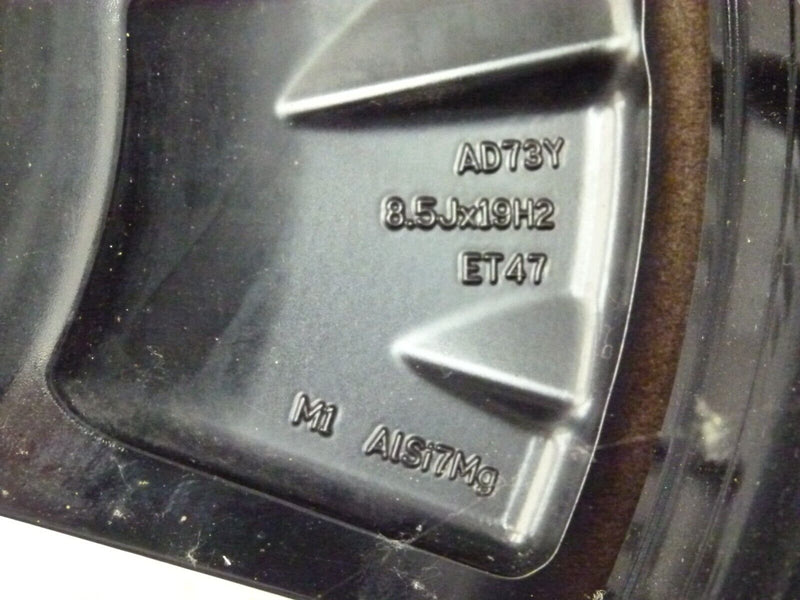 AD73Y
8.5Jx19H2
ET47
M1 AlSi7Mg